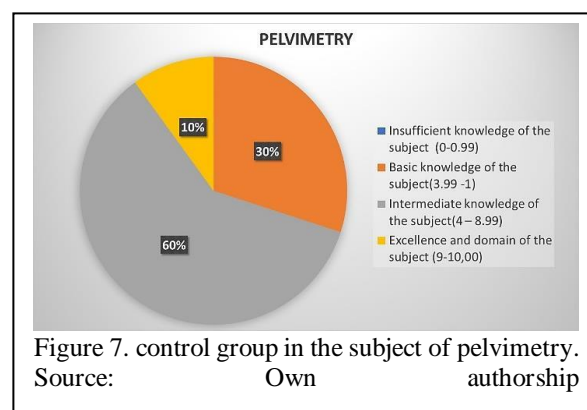 PELVIMETRY
10%
30%
60%
Insufficient knowledge of the
subject (0-0.99)
Basic knowledge of the
subject(3.99 -1)
Intermediate knowledge of
the subject(4 – 8.99)
Excellence and domain of the
subject (9-10,00)
Figure 7. control group in the subject of pelvimetry.
Source: Own authorship